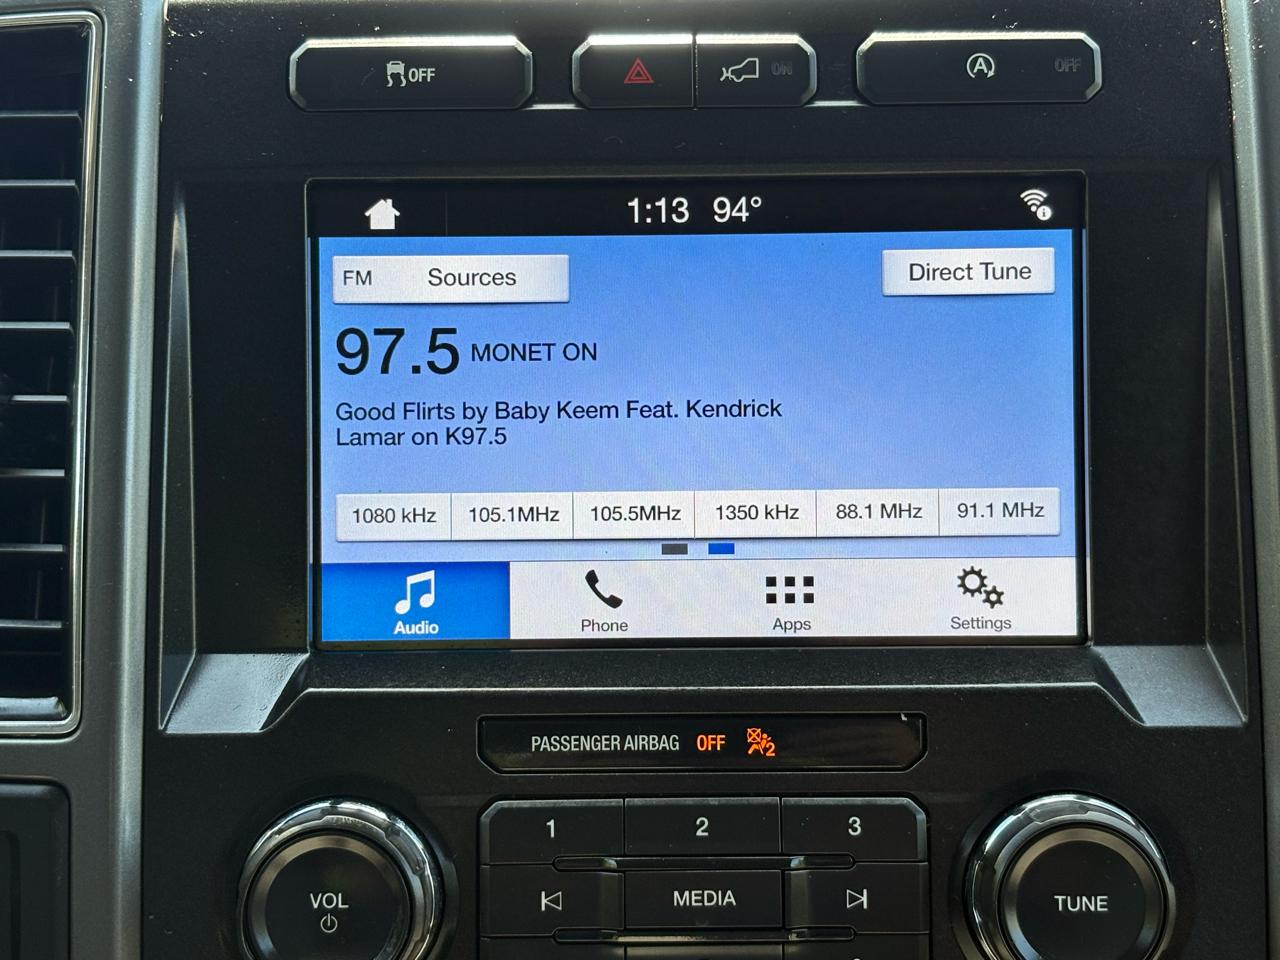 OFF
ON
A OFF
1:13 94°
FM Sources
Direct Tune
97.5 MONET ON
Good Flirts by Baby Keem Feat. Kendrick
Lamar on K97.5
1080 kHz 105.1MHz 105.5MHz 1350 kHz 88.1 MHz 91.1 MHz
Audio Phone Apps Settings
PASSENGER AIRBAG OFF 2
1 2 3
VOL
MEDIA
TUNE